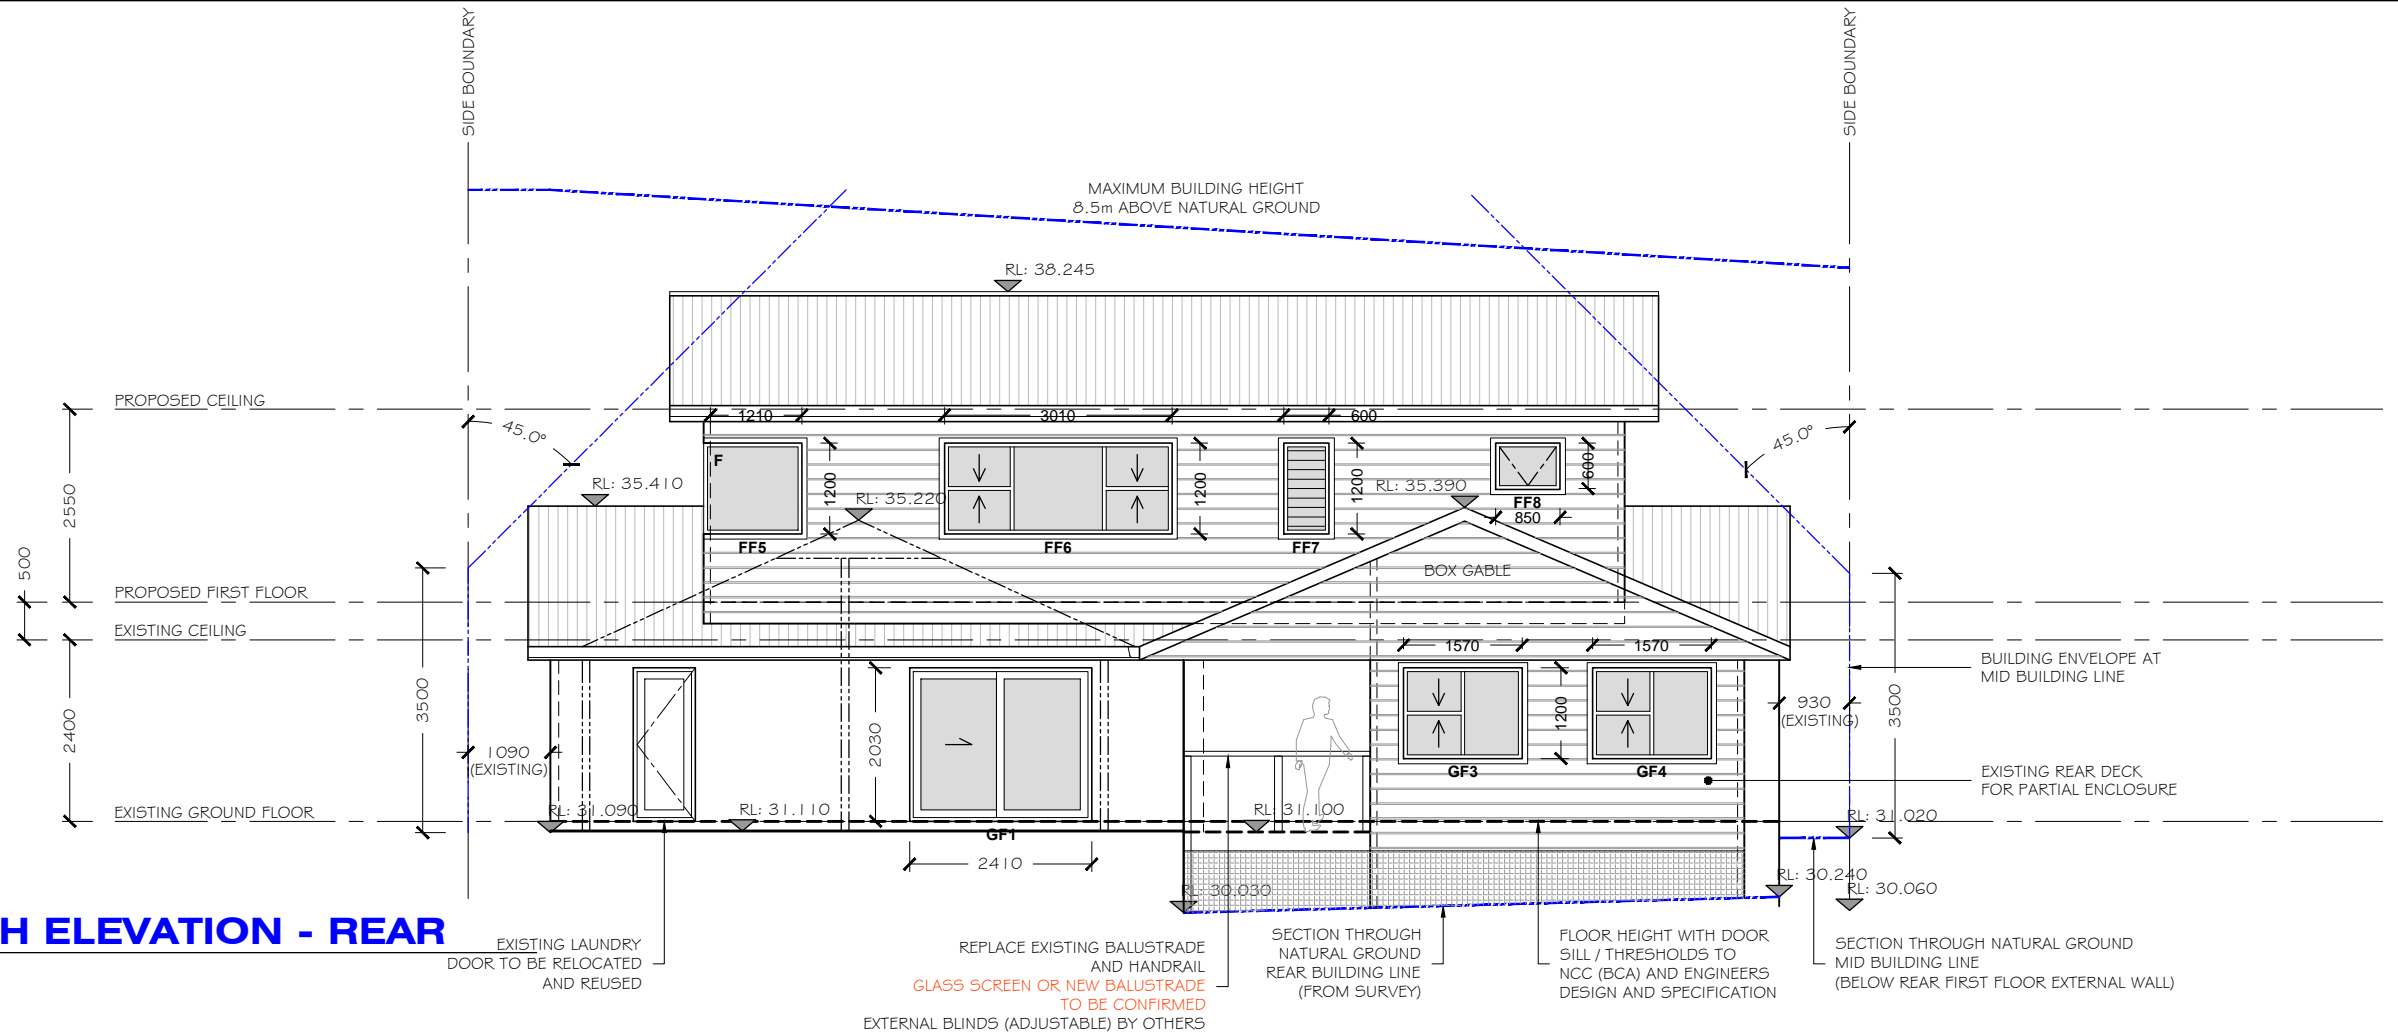 SIDE BOUNDARY
SIDE BOUNDARY
MAXIMUM BUILDING HEIGHT
8.5m ABOVE NATURAL GROUND
RL: 38.245
PROPOSED CEILING
1210
3010
600
45.0°
45.0°
F
RL: 35.410
1200
RL: 35.220
1200
1200
RL: 35.390
600
FF8
850
2550
FF5
FF6
FF7
500
BOX GABLE
PROPOSED FIRST FLOOR
EXISTING CEILING
1570
1570
BUILDING ENVELOPE AT
MID BUILDING LINE
3500
2400
2030
1200
930
(EXISTING)
3500
1090
(EXISTING)
GF3
GF4
EXISTING REAR DECK
FOR PARTIAL ENCLOSURE
EXISTING GROUND FLOOR
RL: 31.090
RL: 31.110
RL: 31.100
RL: 31.020
GF1
2410
RL: 30.030
RL: 30.240
RL: 30.060
H ELEVATION - REAR
EXISTING LAUNDRY
DOOR TO BE RELOCATED
AND REUSED
REPLACE EXISTING BALUSTRADE
AND HANDRAIL
GLASS SCREEN OR NEW BALUSTRADE
TO BE CONFIRMED
EXTERNAL BLINDS (ADJUSTABLE) BY OTHERS
SECTION THROUGH
NATURAL GROUND
REAR BUILDING LINE
(FROM SURVEY)
FLOOR HEIGHT WITH DOOR
SILL / THRESHOLDS TO
NCC (BCA) AND ENGINEERS
DESIGN AND SPECIFICATION
SECTION THROUGH NATURAL GROUND
MID BUILDING LINE
(BELOW REAR FIRST FLOOR EXTERNAL WALL)